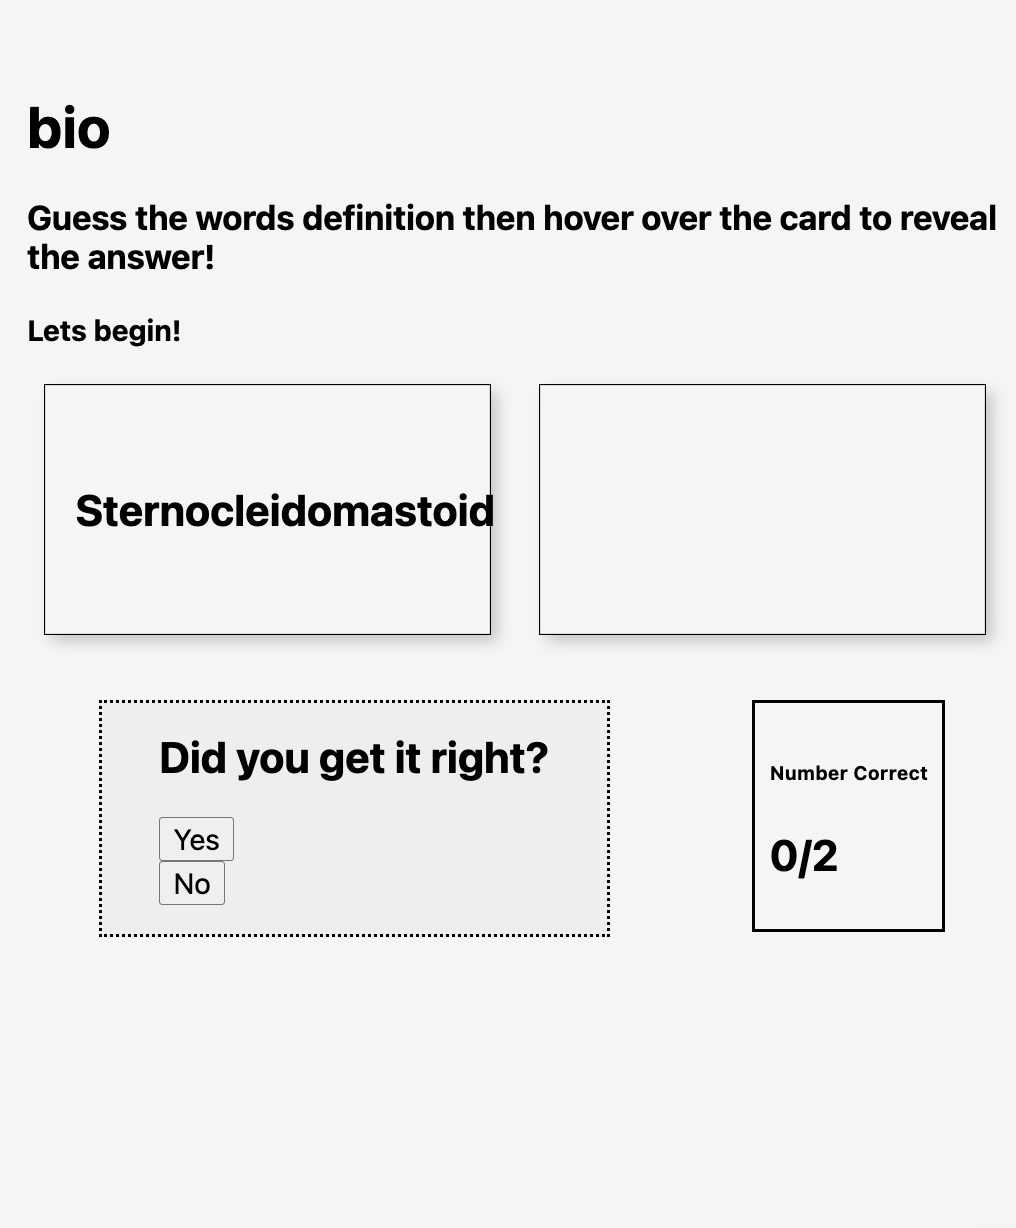 bio
Guess the words definition then hover over the card to reveal
the answer!
Lets begin!
Sternocleidomastoid
Did you get it right?
Yes
No
Number Correct
0/2